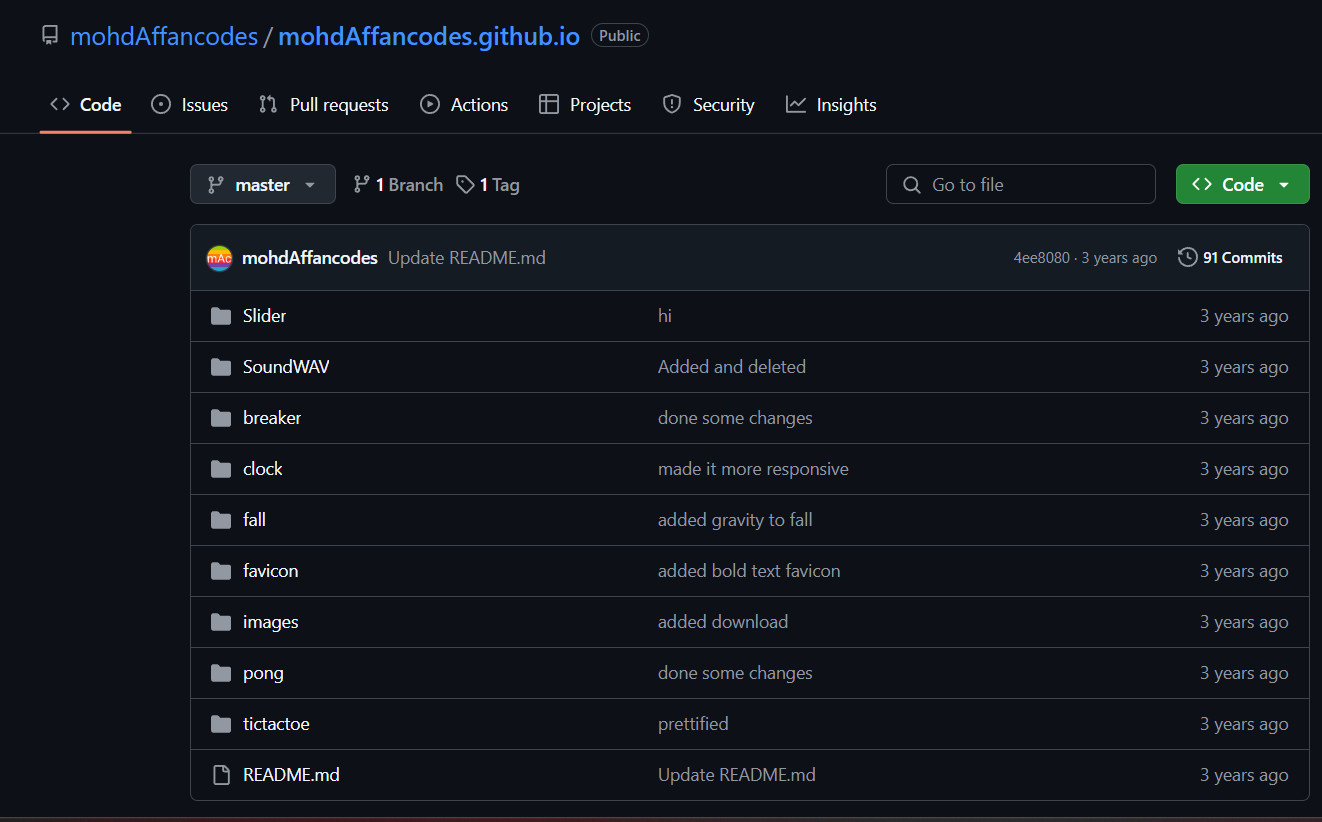 mohdAffancodes / mohdAffancodes.github.io Public
Code Issues Pull requests Actions Projects Security Insights
master 1 Branch 1 Tag Go to file Code
mAc mohdAffancodes Update README.md 4ee8080 · 3 years ago 91 Commits
Slider hi 3 years ago
SoundWAV Added and deleted 3 years ago
breaker done some changes 3 years ago
clock made it more responsive 3 years ago
fall added gravity to fall 3 years ago
favicon added bold text favicon 3 years ago
images added download 3 years ago
pong done some changes 3 years ago
tictactoe prettified 3 years ago
README.md Update README.md 3 years ago